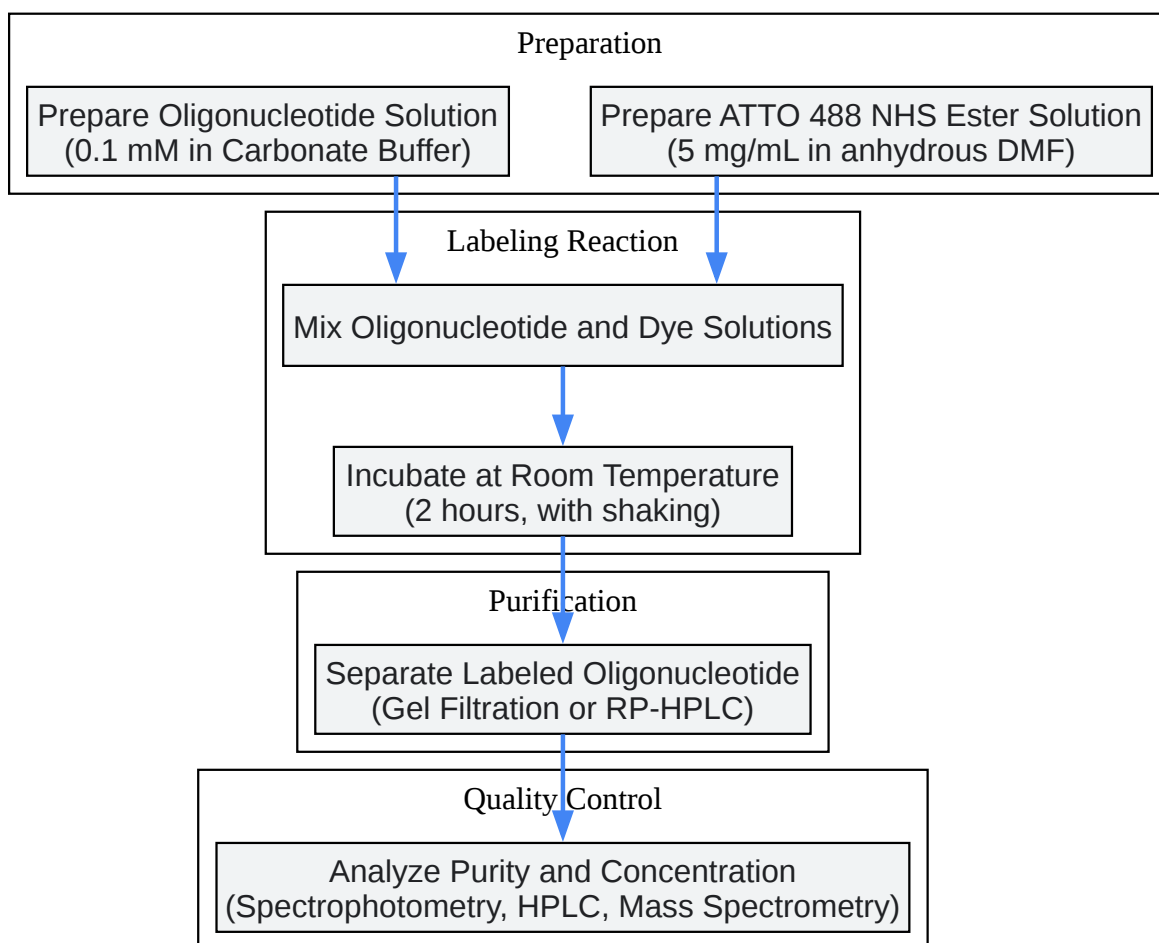 Preparation
Prepare Oligonucleotide Solution
(0.1 mM in Carbonate Buffer)
Prepare ATTO 488 NHS Ester Solution
(5 mg/mL in anhydrous DMF)
Labeling Reaction
Mix Oligonucleotide and Dye Solutions
Incubate at Room Temperature
(2 hours, with shaking)
Purification
Separate Labeled Oligonucleotide
(Gel Filtration or RP-HPLC)
Quality Control
Analyze Purity and Concentration
(Spectrophotometry, HPLC, Mass Spectrometry)